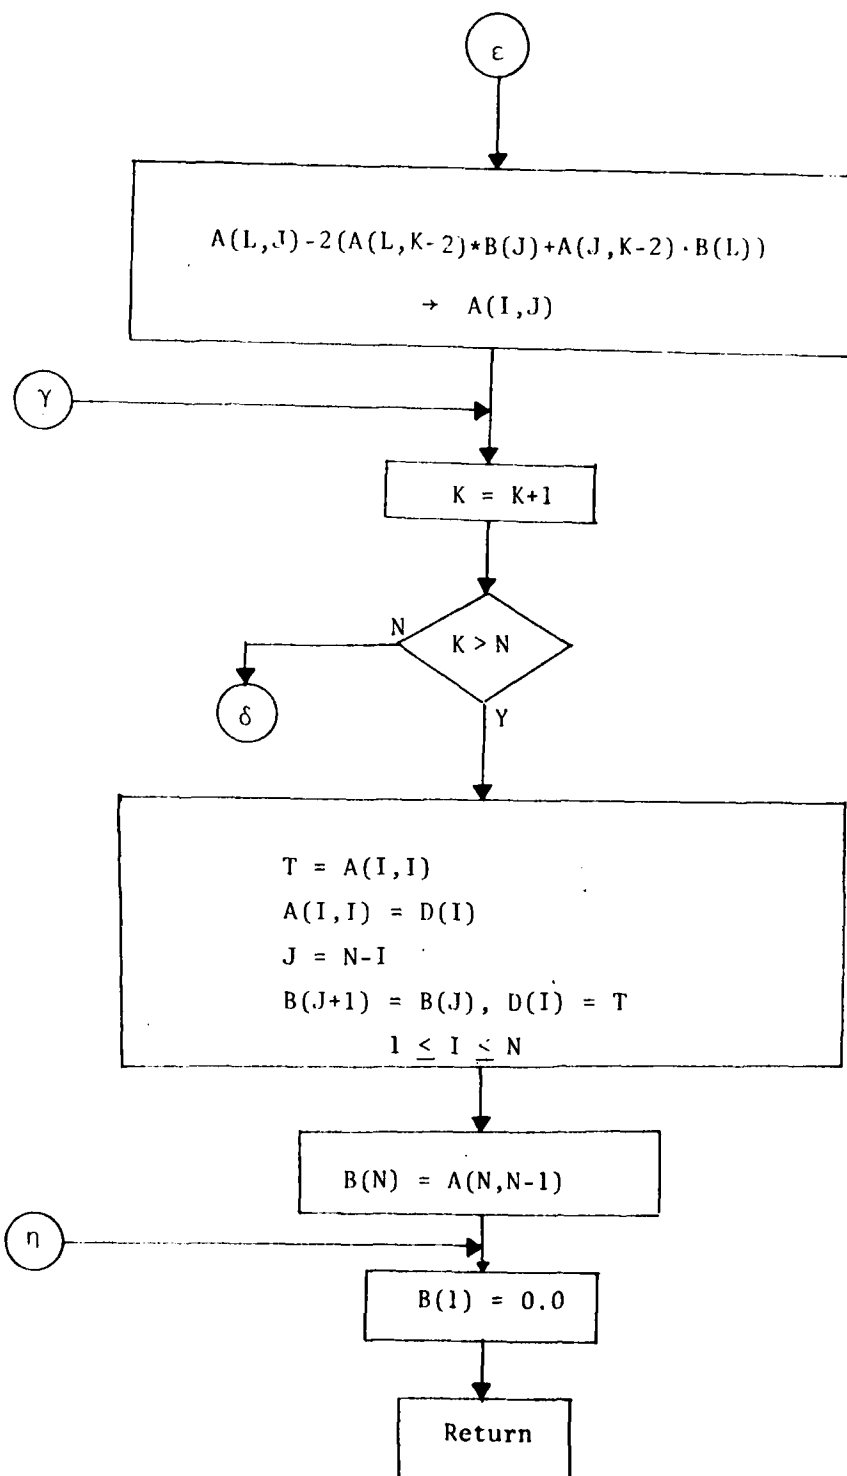 ε
A(L,J)-2(A(L,K-2)*B(J)+A(J,K-2)·B(L))
→ A(I,J)
γ
K = K+1
N
K > N
δ
Y
T = A(I,I)
A(I,I) = D(I)
J = N-I
B(J+1) = B(J), D(I) = T
1 ≤ I ≤ N
B(N) = A(N,N-1)
η
B(1) = 0.0
Return